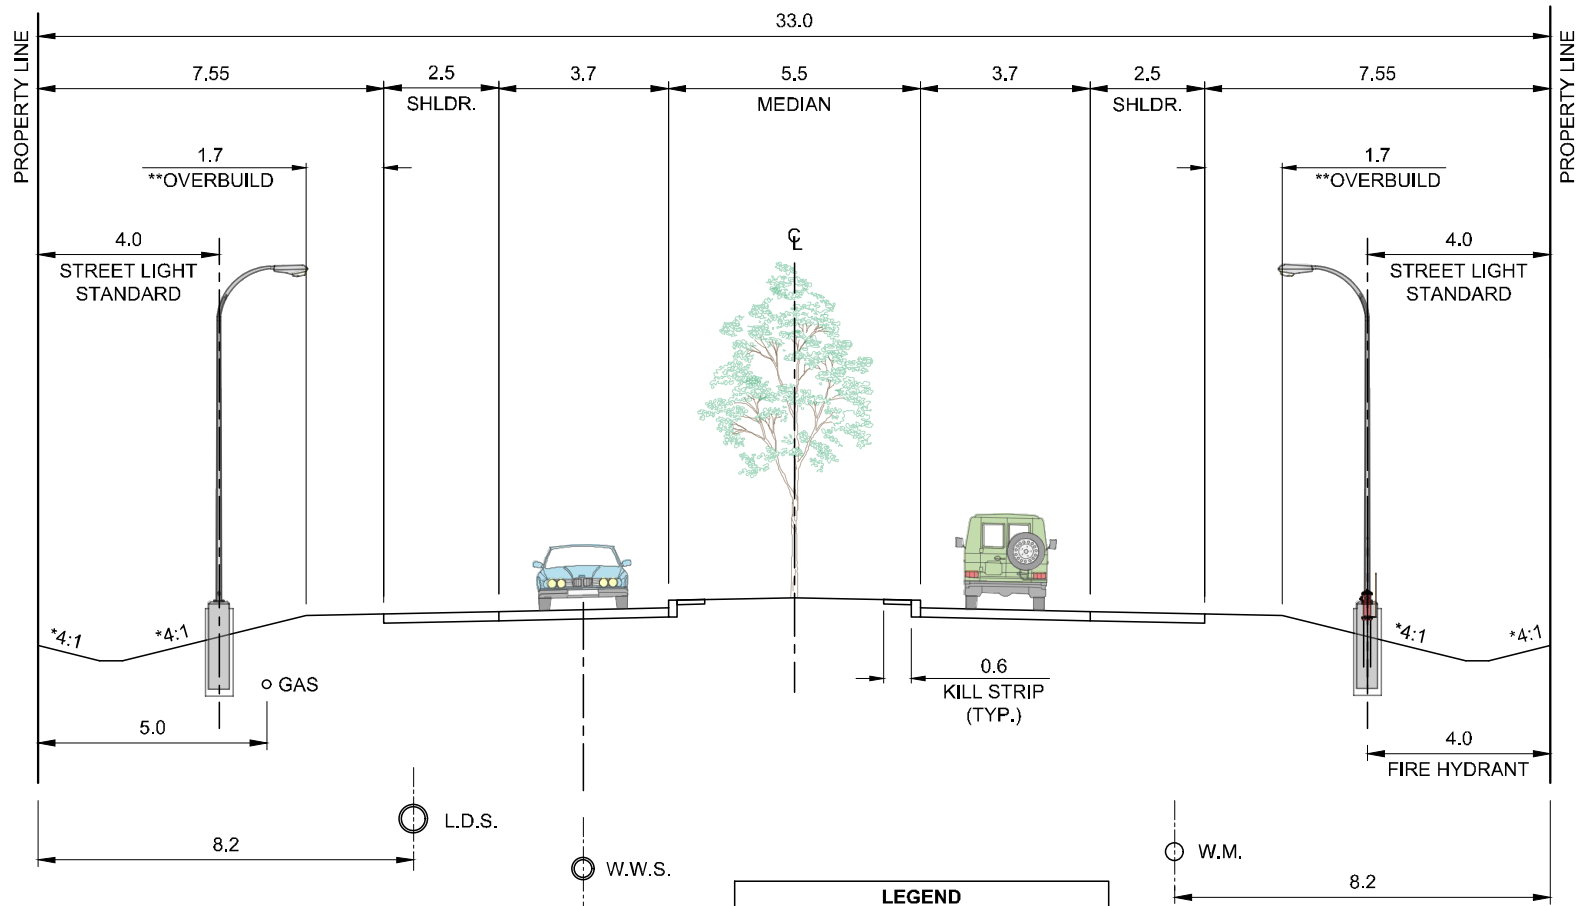 33.0
PROPERTY LINE
PROPERTY LINE
7.55
2.5
3.7
5.5
3.7
2.5
7.55
SHLDR.
MEDIAN
SHLDR.
1.7
**OVERBUILD
1.7
**OVERBUILD
4.0
STREET LIGHT
STANDARD
℄
4.0
STREET LIGHT
STANDARD
*4:1
*4:1
*4:1
*4:1
GAS
0.6
KILL STRIP
(TYP.)
5.0
4.0
FIRE HYDRANT
L.D.S.
8.2
W.W.S.
W.M.
8.2
LEGEND